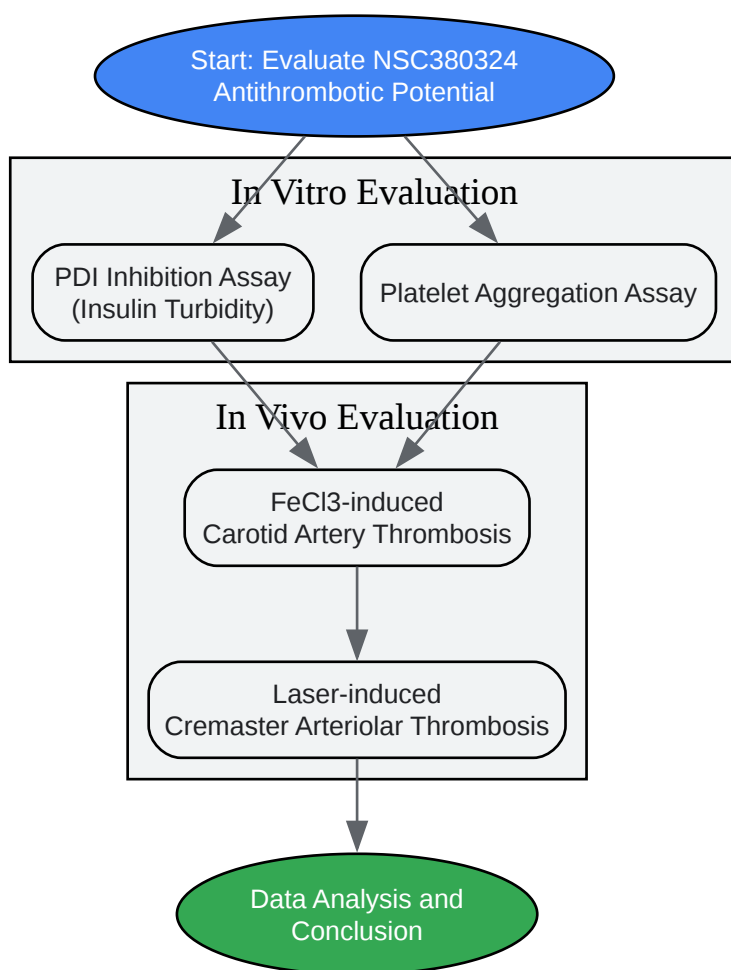 Start: Evaluate NSC380324
Antithrombotic Potential
In Vitro Evaluation
PDI Inhibition Assay
(Insulin Turbidity)
Platelet Aggregation Assay
In Vivo Evaluation
FeCl3-induced
Carotid Artery Thrombosis
Laser-induced
Cremaster Arteriolar Thrombosis
Data Analysis and
Conclusion